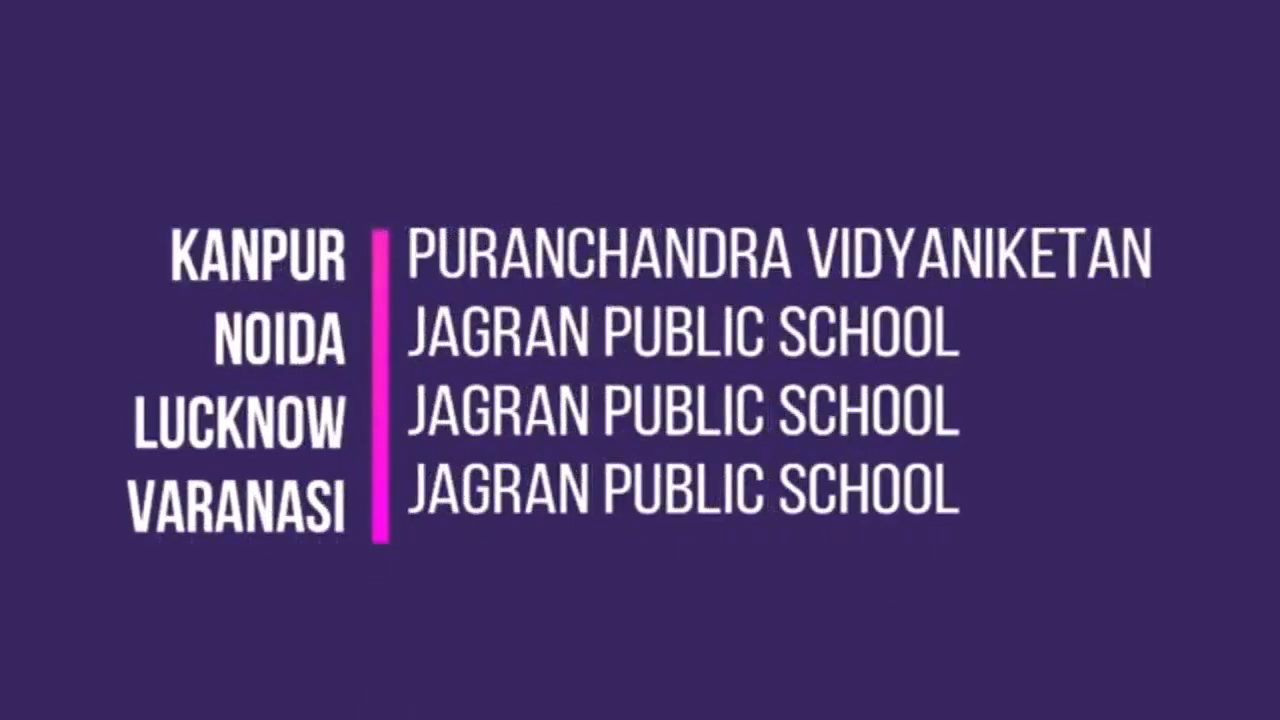 KANPUR PURANCHANDRA VIDYANIKETAN
NOIDA JAGRAN PUBLIC SCHOOL
LUCKNOW JAGRAN PUBLIC SCHOOL
VARANASI JAGRAN PUBLIC SCHOOL